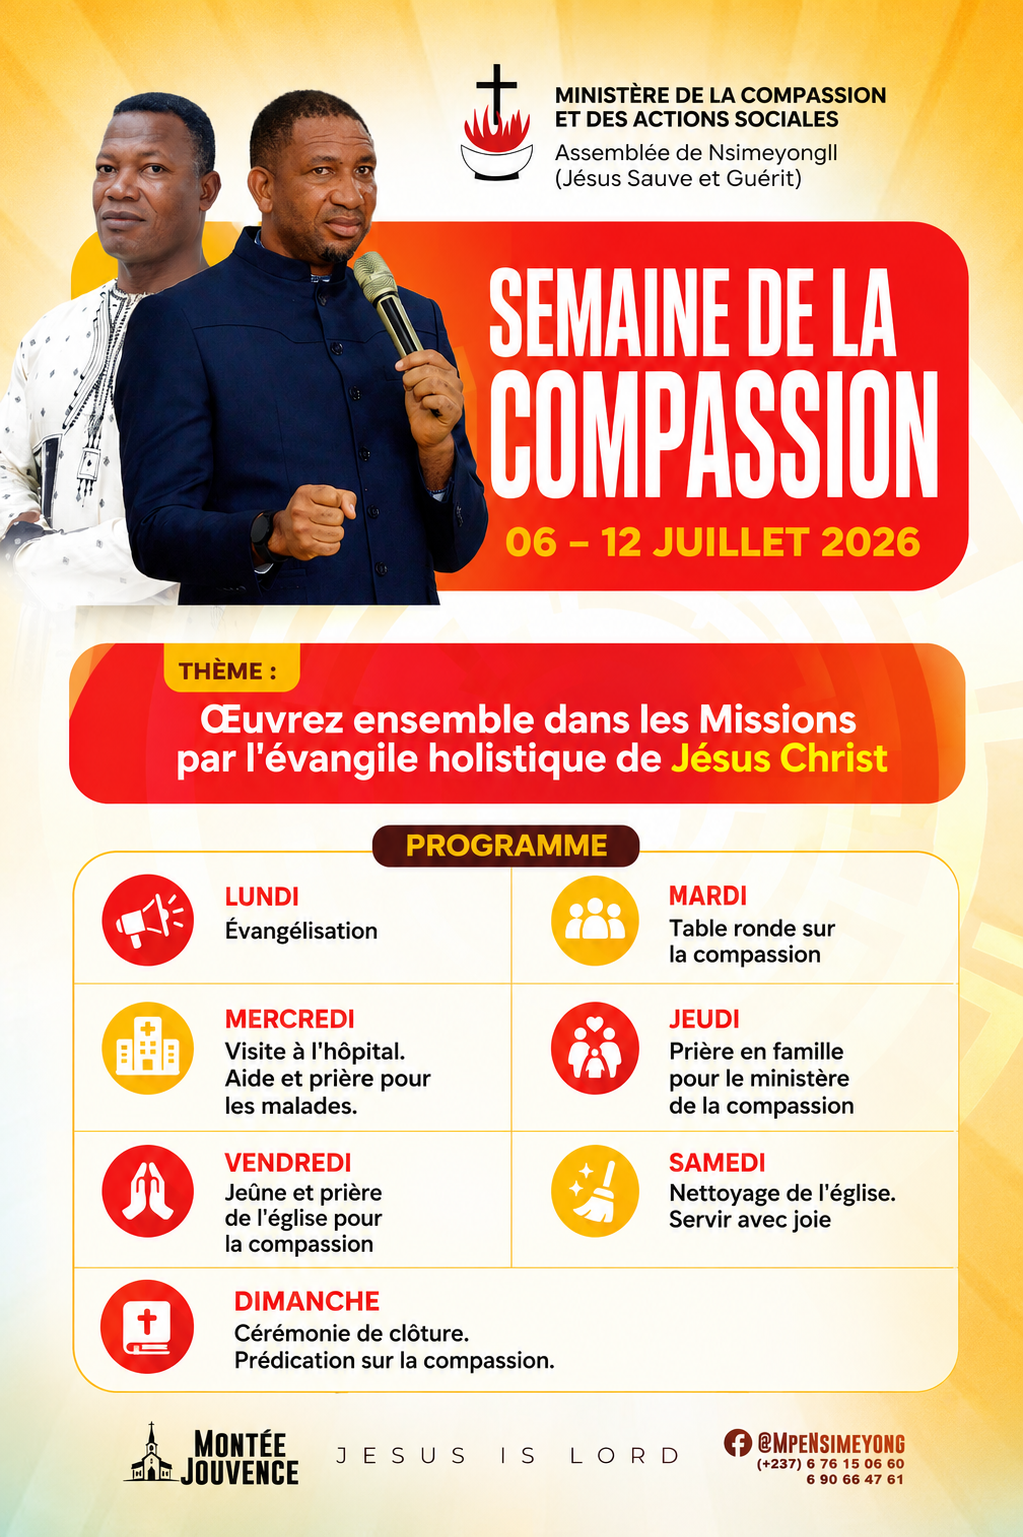 MINISTÈRE DE LA COMPASSION
ET DES ACTIONS SOCIALES
Assemblée de NsimeyongII
(Jésus Sauve et Guérit)
SEMAINE DE LA
COMPASSION
06 – 12 JUILLET 2026
THÈME :
Œuvrez ensemble dans les Missions
par l'évangile holistique de Jésus Christ
PROGRAMME
LUNDI
Évangélisation
MARDI
Table ronde sur
la compassion
MERCREDI
Visite à l'hôpital.
Aide et prière pour
les malades.
JEUDI
Prière en famille
pour le ministère
de la compassion
VENDREDI
Jeûne et prière
de l'église pour
la compassion
SAMEDI
Nettoyage de l'église.
Servir avec joie
DIMANCHE
Cérémonie de clôture.
Prédication sur la compassion.
MONTÉE
JOUVENCE
JESUS IS LORD
@MPENSIMEYONG
(+237) 6 76 15 06 60
6 90 66 47 61